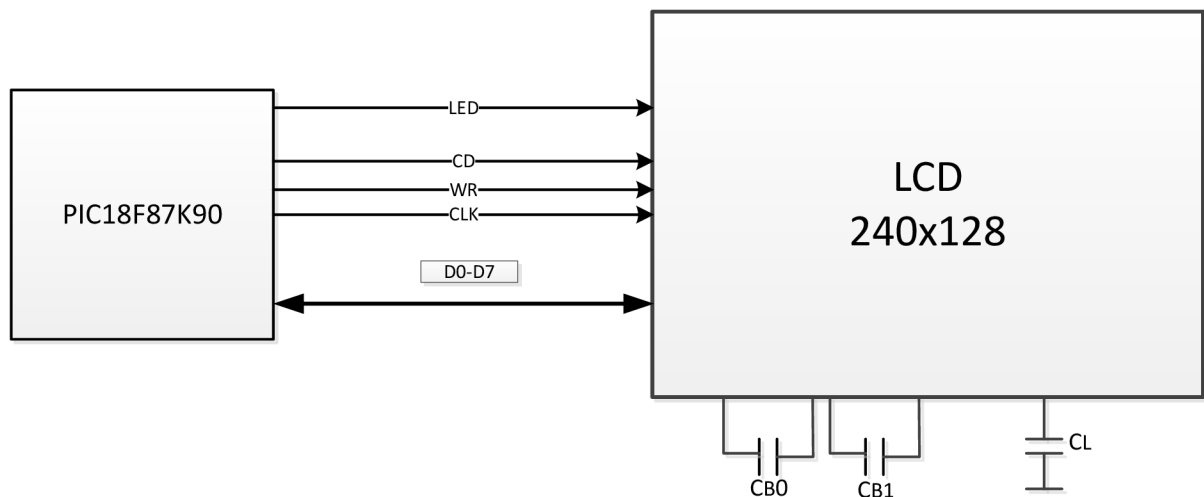 LED
CD
WR
CLK
PIC18F87K90
LCD
240x128
D0-D7
CL
CB0
CB1